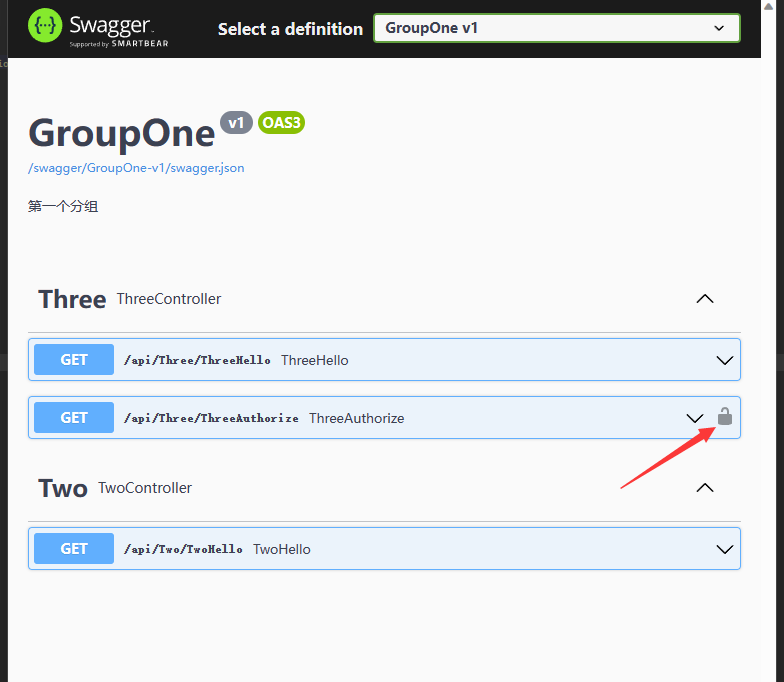 Swagger
Supported by SMARTBEAR
Select a definition
GroupOne v1
GroupOne v1 OAS3
/swagger/GroupOne-v1/swagger.json
第一个分组
Three ThreeController
GET /api/Three/ThreeHello ThreeHello
GET /api/Three/ThreeAuthorize ThreeAuthorize
Two TwoController
GET /api/Two/TwoHello TwoHello